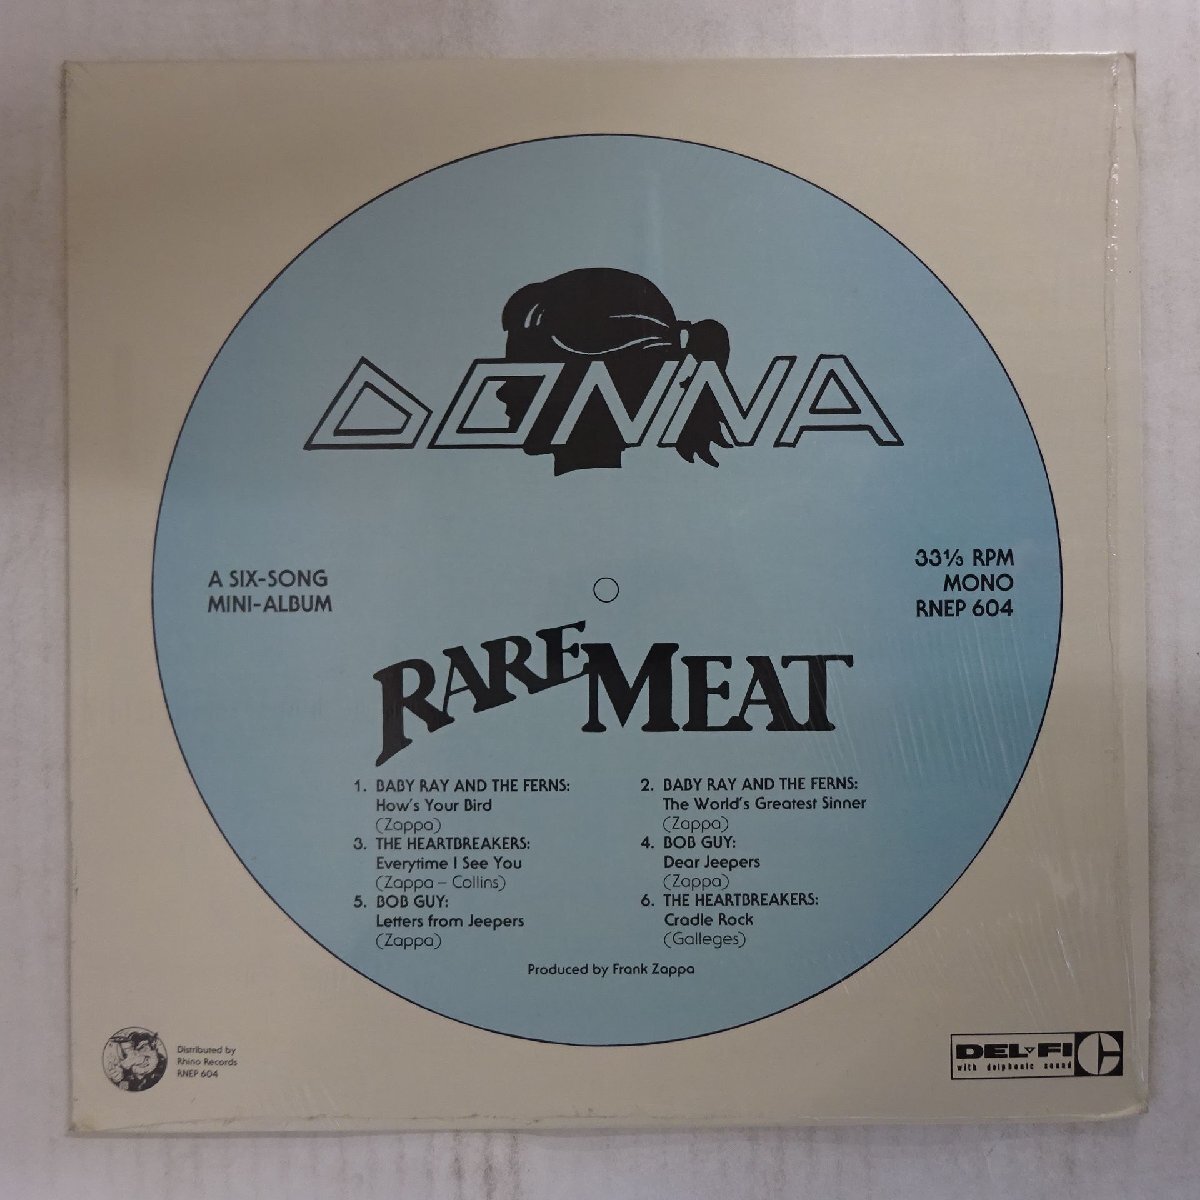 DONNA
A SIX-SONG
MINI-ALBUM
33⅓ RPM
MONO
RNEP 604
RARE MEAT
1. BABY RAY AND THE FERNS:
How's Your Bird
(Zappa)
2. BABY RAY AND THE FERNS:
The World's Greatest Sinner
(Zappa)
3. THE HEARTBREAKERS:
Everytime I See You
(Zappa – Collins)
4. BOB GUY:
Dear Jeepers
(Zappa)
5. BOB GUY:
Letters from Jeepers
(Zappa)
6. THE HEARTBREAKERS:
Cradle Rock
(Galleges)
Produced by Frank Zappa
Distributed by
Rhino Records
RNEP 604
DEL-FI
with delphonic sound